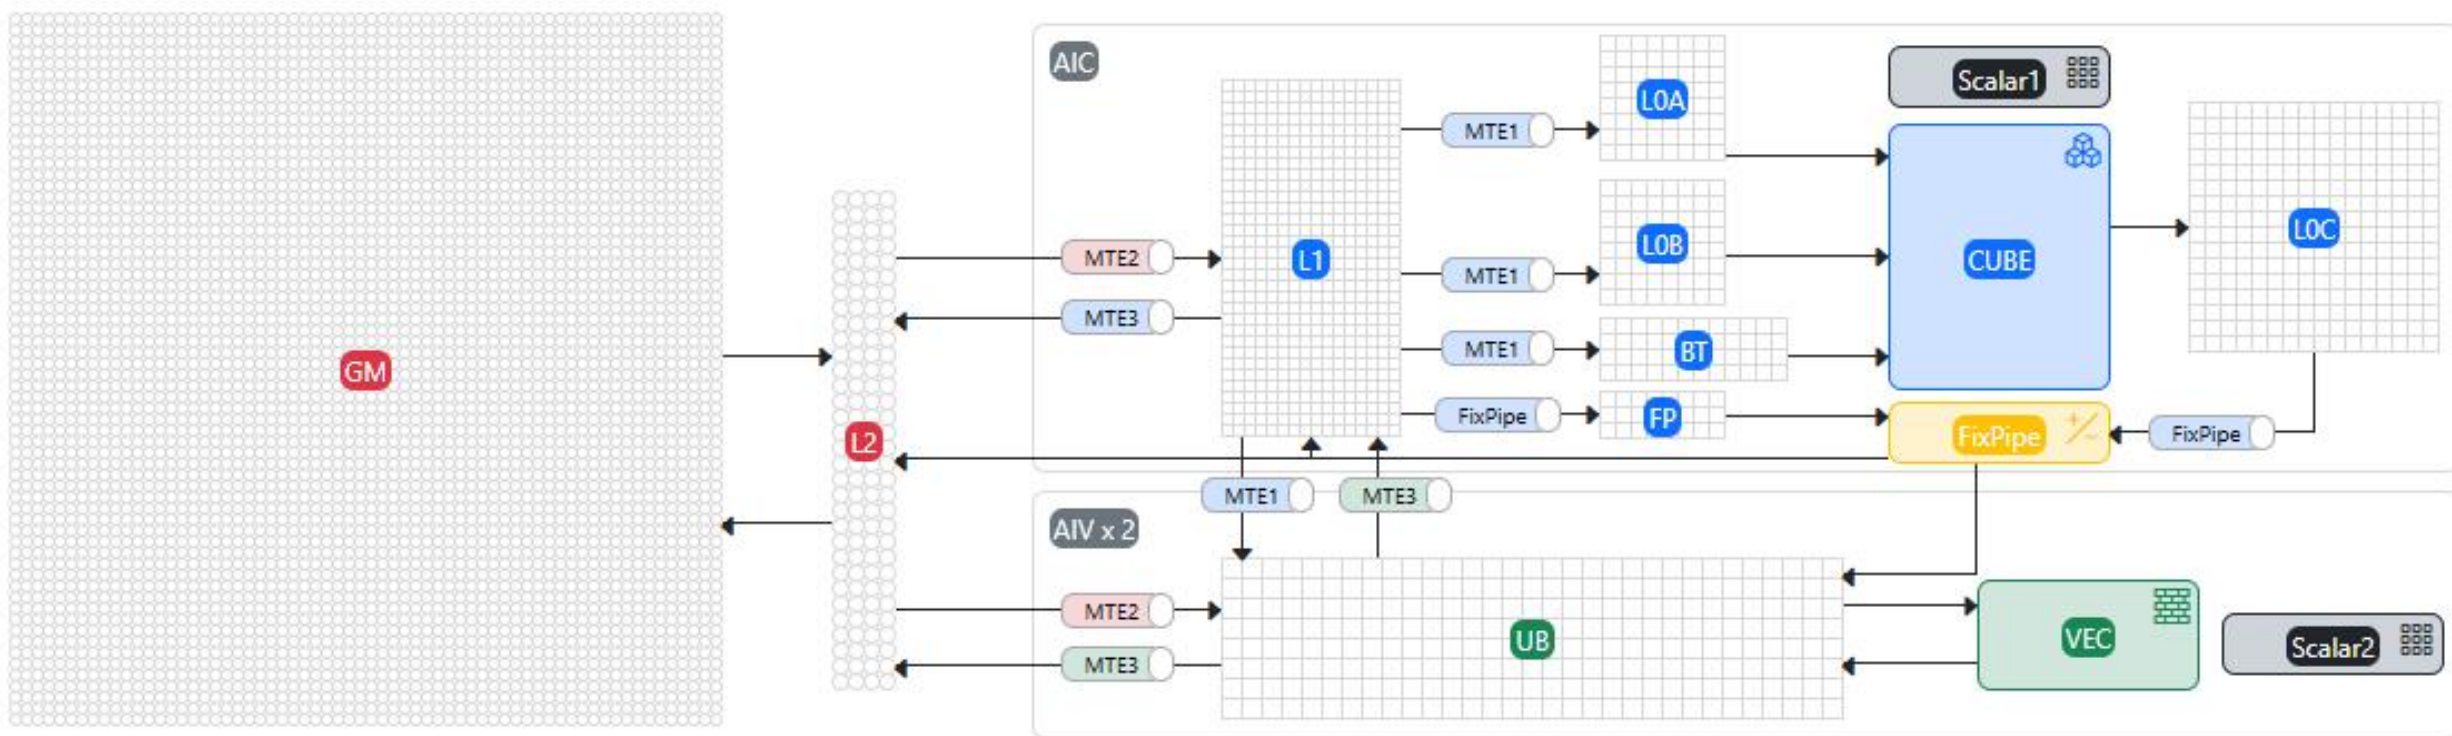 GM
L2
AIC
MTE2
MTE3
L1
MTE1
MTE1
MTE1
FixPipe
L0A
L0B
BT
FP
Scalar1
CUBE
FixPipe
L0C
FixPipe
MTE1
MTE3
AIV x 2
MTE2
MTE3
UB
VEC
Scalar2